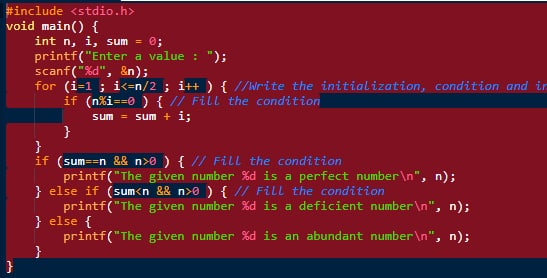 #include <stdio.h>
void main() {
int n, i, sum = 0;
printf("Enter a value : ");
scanf("%d", &n);
for (i=1 ; i<=n/2 ; i++ ) { //Write the initialization, condition and in
if (n%i==0 ) { // Fill the condition
sum = sum + i;
}
}
if (sum==n && n>0 ) { // Fill the condition
printf("The given number %d is a perfect number\n", n);
} else if (sum<n && n>0 ) { // Fill the condition
printf("The given number %d is a deficient number\n", n);
} else {
printf("The given number %d is an abundant number\n", n);
}
}